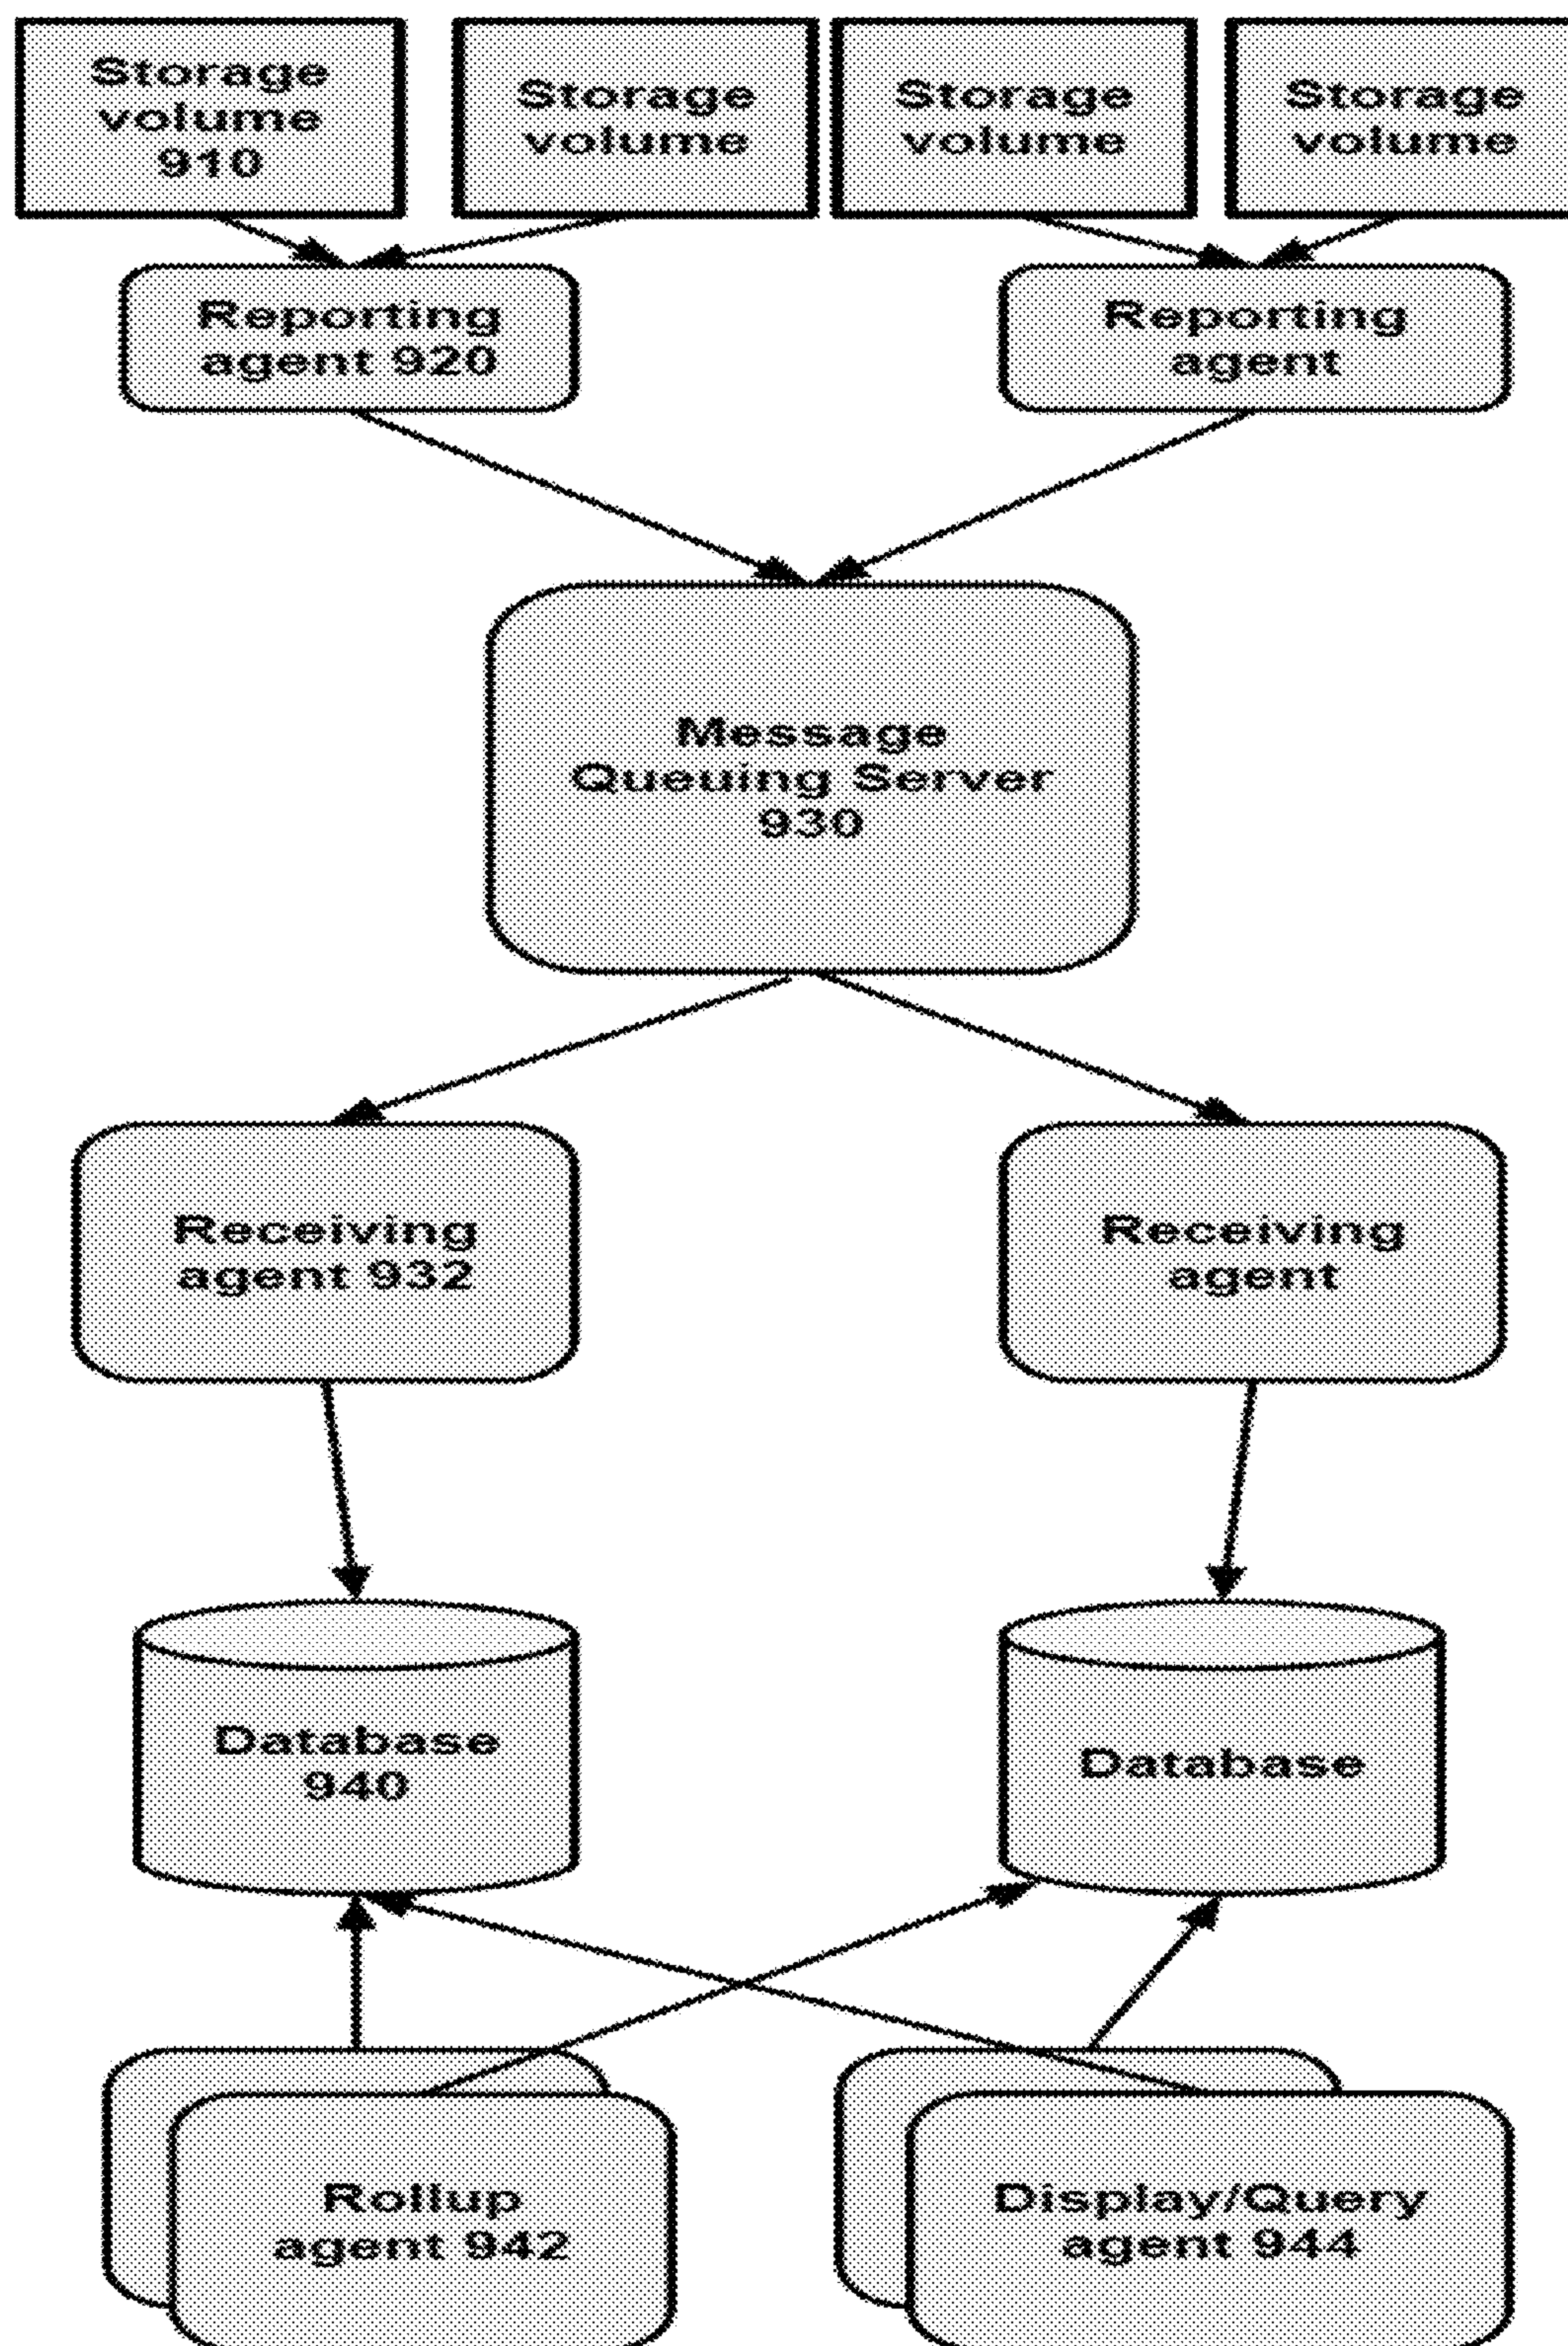 Storage
volume
910
Storage
volume
Storage
volume
Storage
volume
Reporting
agent 920
Reporting
agent
Message
Queuing Server
930
Receiving
agent 932
Receiving
agent
Database
940
Database
Rollup
agent 942
Display/Query
agent 944